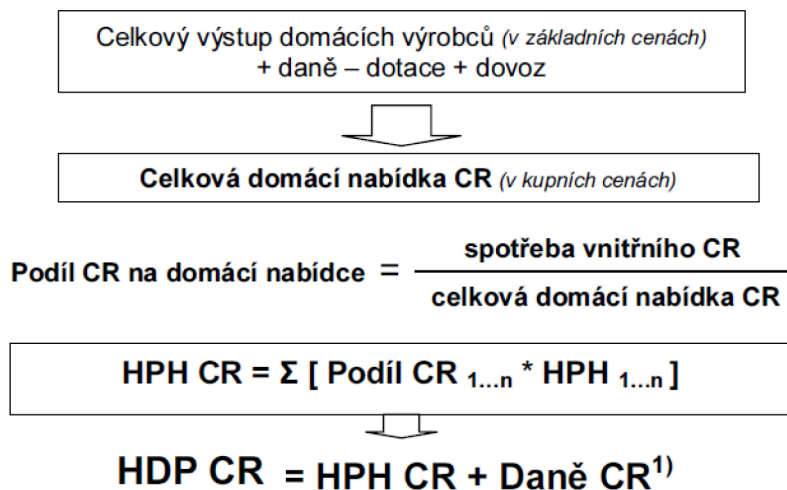 Celkový výstup domácích výrobců (v základních cenách)
+ daně – dotace + dovoz
Celková domácí nabídka CR (v kupních cenách)
Podíl CR na domácí nabídce = spotřeba vnitřního CR
celková domácí nabídka CR
HPH CR = Σ [ Podíl CR 1…n * HPH 1…n ]
HDP CR = HPH CR + Daně CR1)